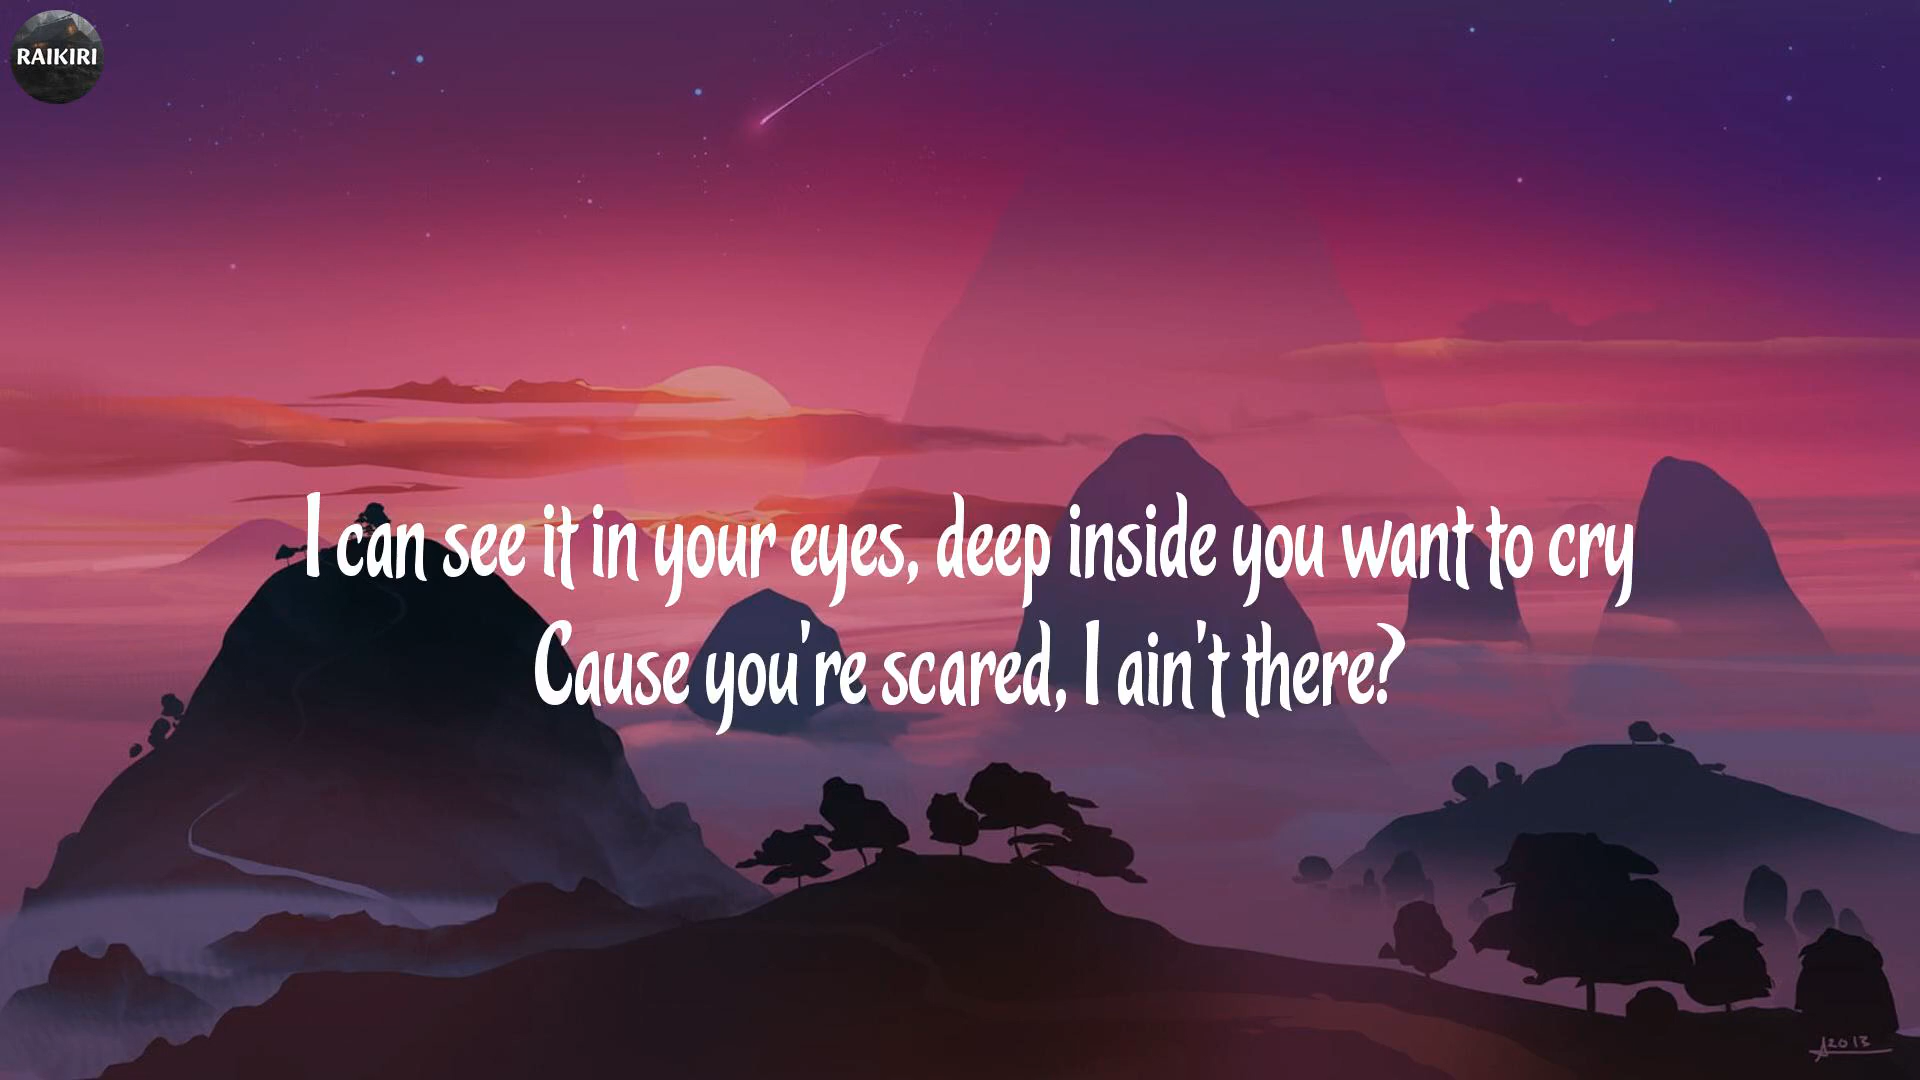 RAIKIRI
I can see it in your eyes, deep inside you want to cry
Cause you're scared, I ain't there?
A2013